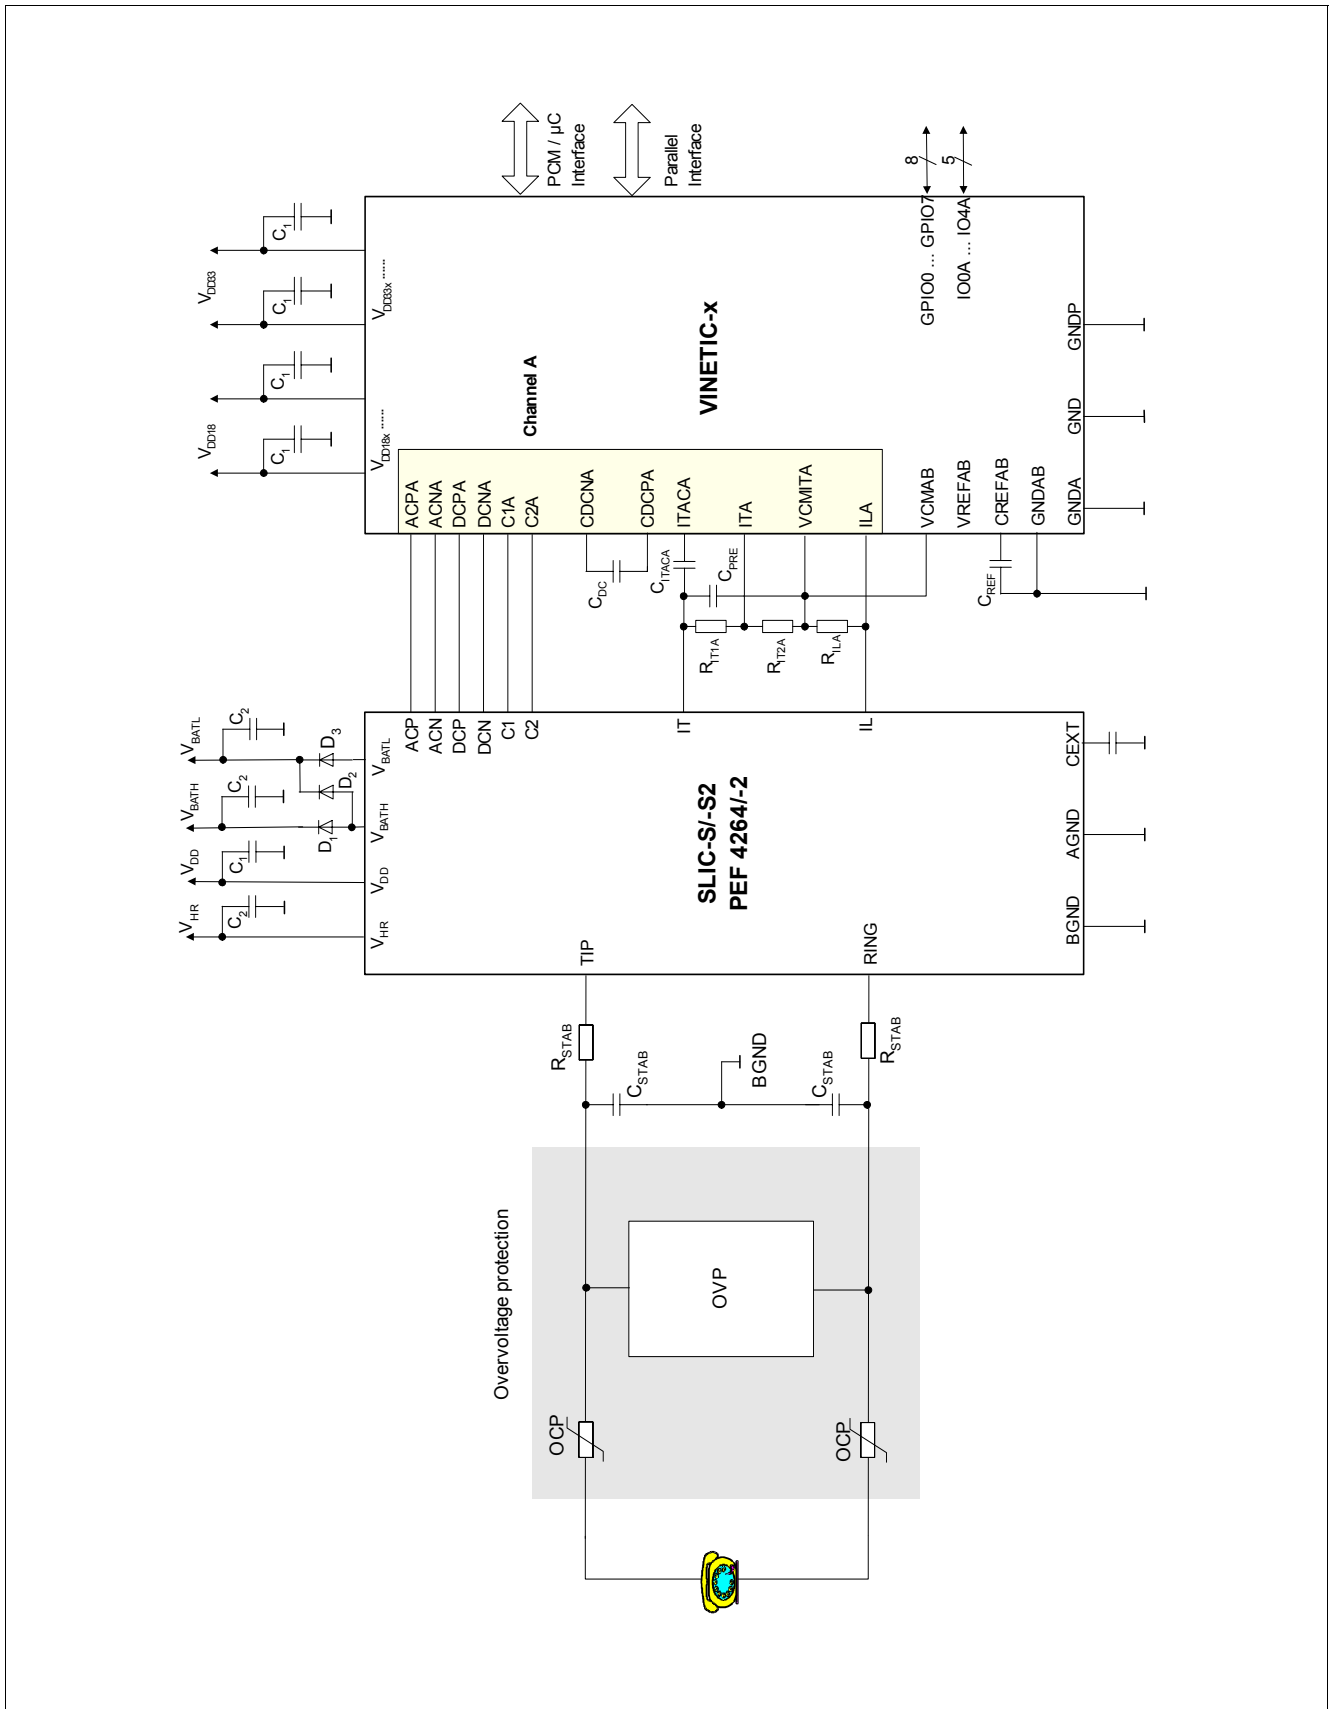 PCM / µC
Interface
Parallel
Interface
8
5
C1
C1
C1
C1
VDD33
VDD18
VDD33x ......
VDD18x ......
Channel A
VINETIC-x
GPIO0 ... GPIO7
IO0A ... IO4A
ACPA
ACNA
DCPA
DCNA
C1A
C2A
CDCNA
CDCPA
ITACA
ITA
VCMITA
ILA
VCMAB
VREFAB
CREFAB
GNDAB
GNDA
GND
GNDP
CDC
CITACA
CPRE
CREF
RIT1A
RIT2A
RILA
VBATL
VBATH
VDD
VHR
C2
C2
C1
C2
D3
D2
D1
VBATL
VBATH
VDD
VHR
ACP
ACN
DCP
DCN
C1
C2
IT
IL
SLIC-S/-S2
PEF 4264/-2
CEXT
AGND
BGND
TIP
RING
RSTAB
RSTAB
CSTAB
CSTAB
BGND
Overvoltage protection
OVP
OCP
OCP